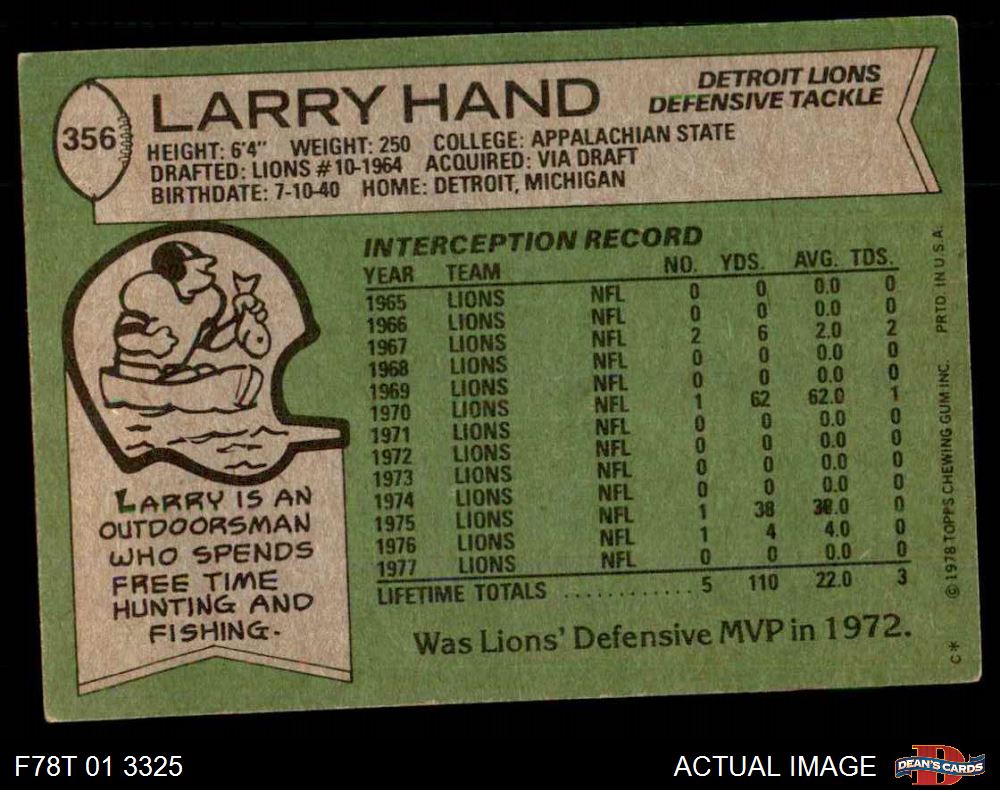 356
LARRY HAND
DETROIT LIONS
DEFENSIVE TACKLE
HEIGHT: 6'4" WEIGHT: 250 COLLEGE: APPALACHIAN STATE
DRAFTED: LIONS #10-1964 ACQUIRED: VIA DRAFT
BIRTHDATE: 7-10-40 HOME: DETROIT, MICHIGAN
INTERCEPTION RECORD
YEAR TEAM NO. YDS. AVG. TDS.
1965 LIONS NFL 0 0 0.0 0
1966 LIONS NFL 0 0 0.0 0
1967 LIONS NFL 2 6 2.0 2
1968 LIONS NFL 0 0 0.0 0
1969 LIONS NFL 0 0 0.0 0
1970 LIONS NFL 1 62 62.0 1
1971 LIONS NFL 0 0 0.0 0
1972 LIONS NFL 0 0 0.0 0
1973 LIONS NFL 0 0 0.0 0
1974 LIONS NFL 0 0 0.0 0
1975 LIONS NFL 1 38 38.0 0
1976 LIONS NFL 1 4 4.0 0
1977 LIONS NFL 0 0 0.0 0
LIFETIME TOTALS ............ 5 110 22.0 3
Was Lions' Defensive MVP in 1972.
LARRY IS AN
OUTDOORSMAN
WHO SPENDS
FREE TIME
HUNTING AND
FISHING.
C* © 1978 TOPPS CHEWING GUM INC. PRTD. IN U.S.A.
F78T 01 3325
ACTUAL IMAGE
D
DEAN'S CARDS